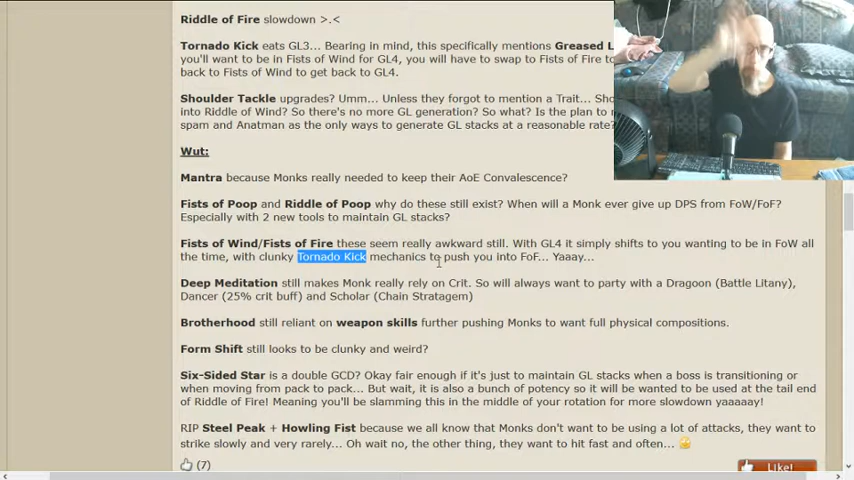 Riddle of Fire slowdown >.<
Tornado Kick eats GL3... Bearing in mind, this specifically mentions Greased L
you'll want to be in Fists of Wind for GL4, you will have to swap to Fists of Fire to
back to Fists of Wind to get back to GL4.
Shoulder Tackle upgrades? Umm... Unless they forgot to mention a Trait... Sho
into Riddle of Wind? So there's no more GL generation? So what? Is the plan to r
spam and Anatman as the only ways to generate GL stacks at a reasonable rate?
Wut:
Mantra because Monks really needed to keep their AoE Convalescence?
Fists of Poop and Riddle of Poop why do these still exist? When will a Monk ever give up DPS from FoW/FoF?
Especially with 2 new tools to maintain GL stacks?
Fists of Wind/Fists of Fire these seem really awkward still. With GL4 it simply shifts to you wanting to be in FoW all
the time, with clunky Tornado Kick mechanics to push you into FoF... Yaaay...
Deep Meditation still makes Monk really rely on Crit. So will always want to party with a Dragoon (Battle Litany),
Dancer (25% crit buff) and Scholar (Chain Stratagem)
Brotherhood still reliant on weapon skills further pushing Monks to want full physical compositions.
Form Shift still looks to be clunky and weird?
Six-Sided Star is a double GCD? Okay fair enough if it's just to maintain GL stacks when a boss is transitioning or
when moving from pack to pack... But wait, it is also a bunch of potency so it will be wanted to be used at the tail end
of Riddle of Fire! Meaning you'll be slamming this in the middle of your rotation for more slowdown yaaaaay!
RIP Steel Peak + Howling Fist because we all know that Monks don't want to be using a lot of attacks, they want to
strike slowly and very rarely... Oh wait no, the other thing, they want to hit fast and often...
(7)
Like!